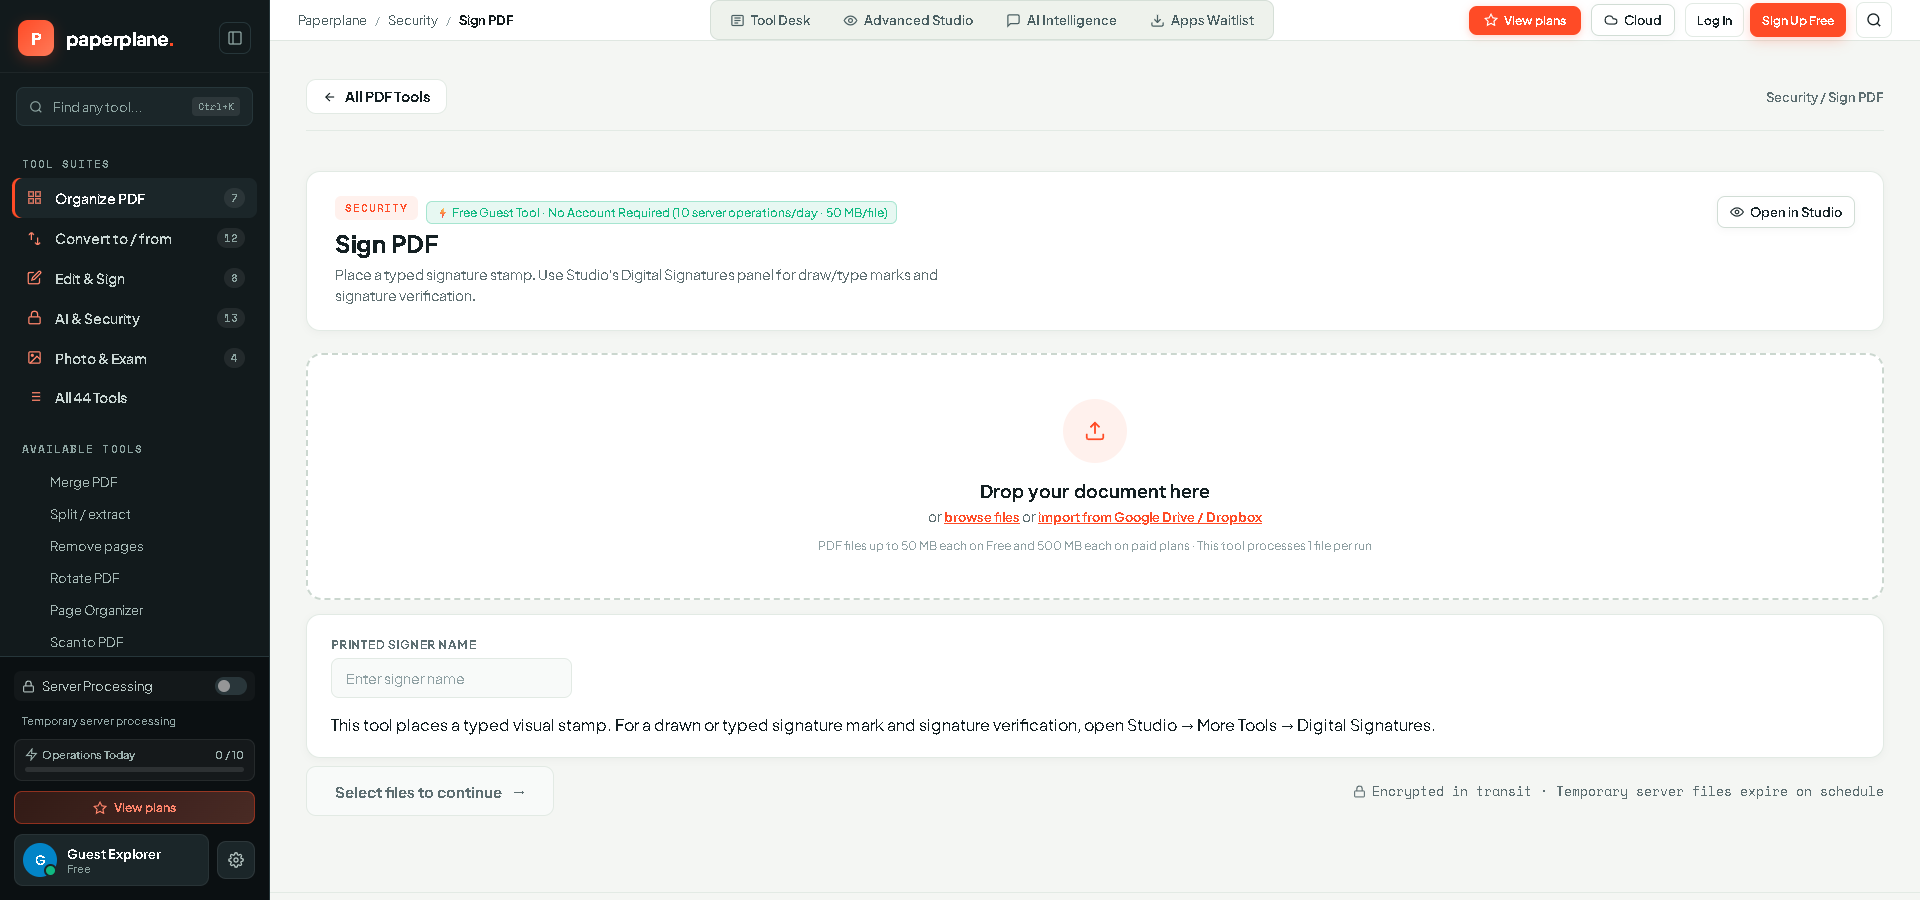 P paperplane.
Find any tool... Ctrl+K
TOOL SUITES
Organize PDF 7
Convert to / from 12
Edit & Sign 8
AI & Security 13
Photo & Exam 4
All 44 Tools
AVAILABLE TOOLS
Merge PDF
Split / extract
Remove pages
Rotate PDF
Page Organizer
Scan to PDF
Server Processing
Temporary server processing
Operations Today 0 / 10
View plans
G Guest Explorer
Free
Paperplane / Security / Sign PDF
Tool Desk Advanced Studio AI Intelligence Apps Waitlist
View plans Cloud Log In Sign Up Free
← All PDF Tools
Security / Sign PDF
SECURITY Free Guest Tool · No Account Required (10 server operations/day · 50 MB/file)
Open in Studio
Sign PDF
Place a typed signature stamp. Use Studio's Digital Signatures panel for draw/type marks and
signature verification.
Drop your document here
or browse files or import from Google Drive / Dropbox
PDF files up to 50 MB each on Free and 500 MB each on paid plans · This tool processes 1 file per run
PRINTED SIGNER NAME
Enter signer name
This tool places a typed visual stamp. For a drawn or typed signature mark and signature verification, open Studio → More Tools → Digital Signatures.
Select files to continue →
Encrypted in transit · Temporary server files expire on schedule